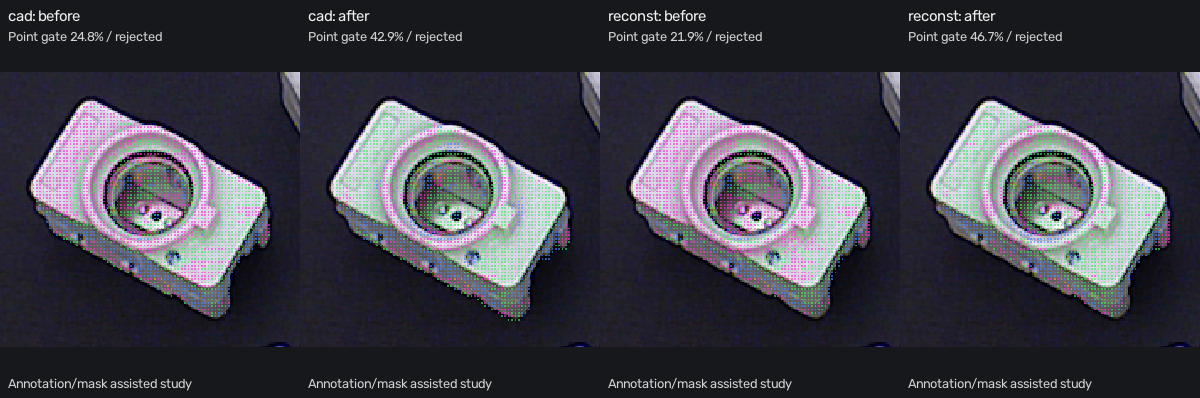 cad: before
Point gate 24.8% / rejected
cad: after
Point gate 42.9% / rejected
reconst: before
Point gate 21.9% / rejected
reconst: after
Point gate 46.7% / rejected
Annotation/mask assisted study
Annotation/mask assisted study
Annotation/mask assisted study
Annotation/mask assisted study